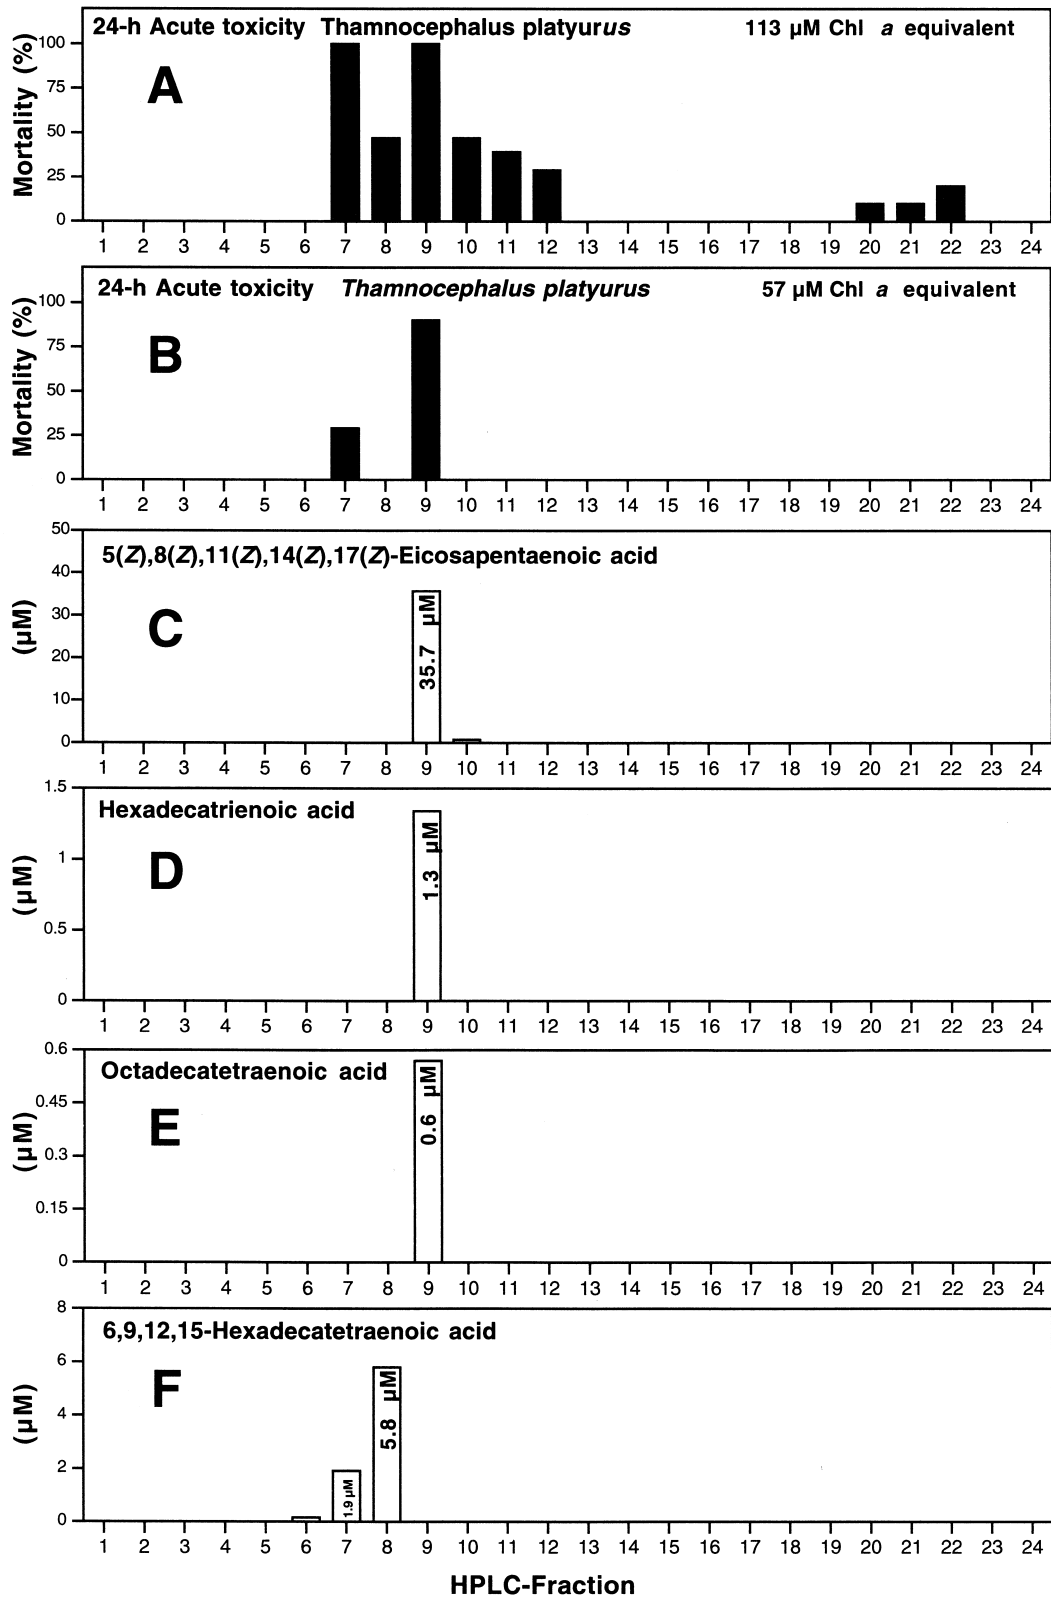 24-h Acute toxicity Thamnocephalus platyurus 113 µM Chl a equivalent
A
Mortality (%)
100
75
50
25
0
1 2 3 4 5 6 7 8 9 10 11 12 13 14 15 16 17 18 19 20 21 22 23 24
24-h Acute toxicity Thamnocephalus platyurus 57 µM Chl a equivalent
B
Mortality (%)
100
75
50
25
0
1 2 3 4 5 6 7 8 9 10 11 12 13 14 15 16 17 18 19 20 21 22 23 24
5(Z),8(Z),11(Z),14(Z),17(Z)-Eicosapentaenoic acid
C
(µM)
50
40
30
20
10
0
35.7 µM
1 2 3 4 5 6 7 8 9 10 11 12 13 14 15 16 17 18 19 20 21 22 23 24
Hexadecatrienoic acid
D
(µM)
1.5
1
0.5
0
1.3 µM
1 2 3 4 5 6 7 8 9 10 11 12 13 14 15 16 17 18 19 20 21 22 23 24
Octadecatetraenoic acid
E
(µM)
0.6
0.45
0.3
0.15
0
0.6 µM
1 2 3 4 5 6 7 8 9 10 11 12 13 14 15 16 17 18 19 20 21 22 23 24
6,9,12,15-Hexadecatetraenoic acid
F
(µM)
8
6
4
2
0
1.9 µM
5.8 µM
1 2 3 4 5 6 7 8 9 10 11 12 13 14 15 16 17 18 19 20 21 22 23 24
HPLC-Fraction